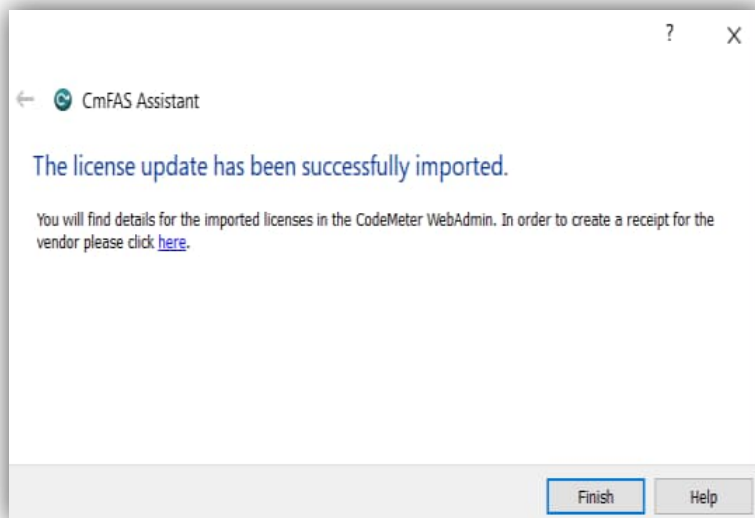 ?
X
CmFAS Assistant
The license update has been successfully imported.
You will find details for the imported licenses in the CodeMeter WebAdmin. In order to create a receipt for the
vendor please click here.
Finish
Help